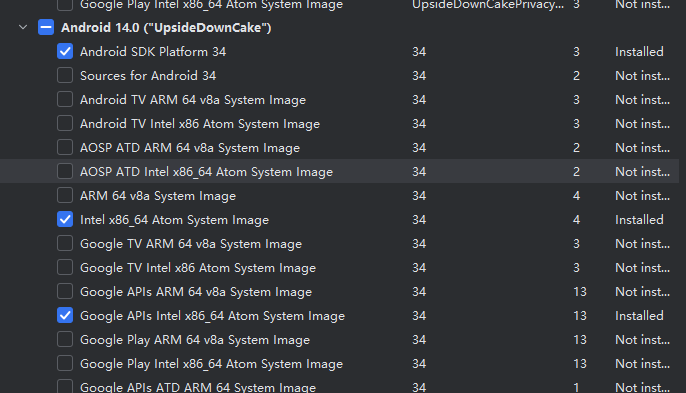 Google Play Intel x86_64 Atom System Image UpsideDownCakePrivacy... 3 Not inst...
Android 14.0 ("UpsideDownCake")
Android SDK Platform 34 34 3 Installed
Sources for Android 34 34 2 Not inst...
Android TV ARM 64 v8a System Image 34 3 Not inst...
Android TV Intel x86 Atom System Image 34 3 Not inst...
AOSP ATD ARM 64 v8a System Image 34 2 Not inst...
AOSP ATD Intel x86_64 Atom System Image 34 2 Not inst...
ARM 64 v8a System Image 34 4 Not inst...
Intel x86_64 Atom System Image 34 4 Installed
Google TV ARM 64 v8a System Image 34 3 Not inst...
Google TV Intel x86 Atom System Image 34 3 Not inst...
Google APIs ARM 64 v8a System Image 34 13 Not inst...
Google APIs Intel x86_64 Atom System Image 34 13 Installed
Google Play ARM 64 v8a System Image 34 13 Not inst...
Google Play Intel x86_64 Atom System Image 34 13 Not inst...
Google APIs ATD ARM 64 System Image 34 1 Not inst...